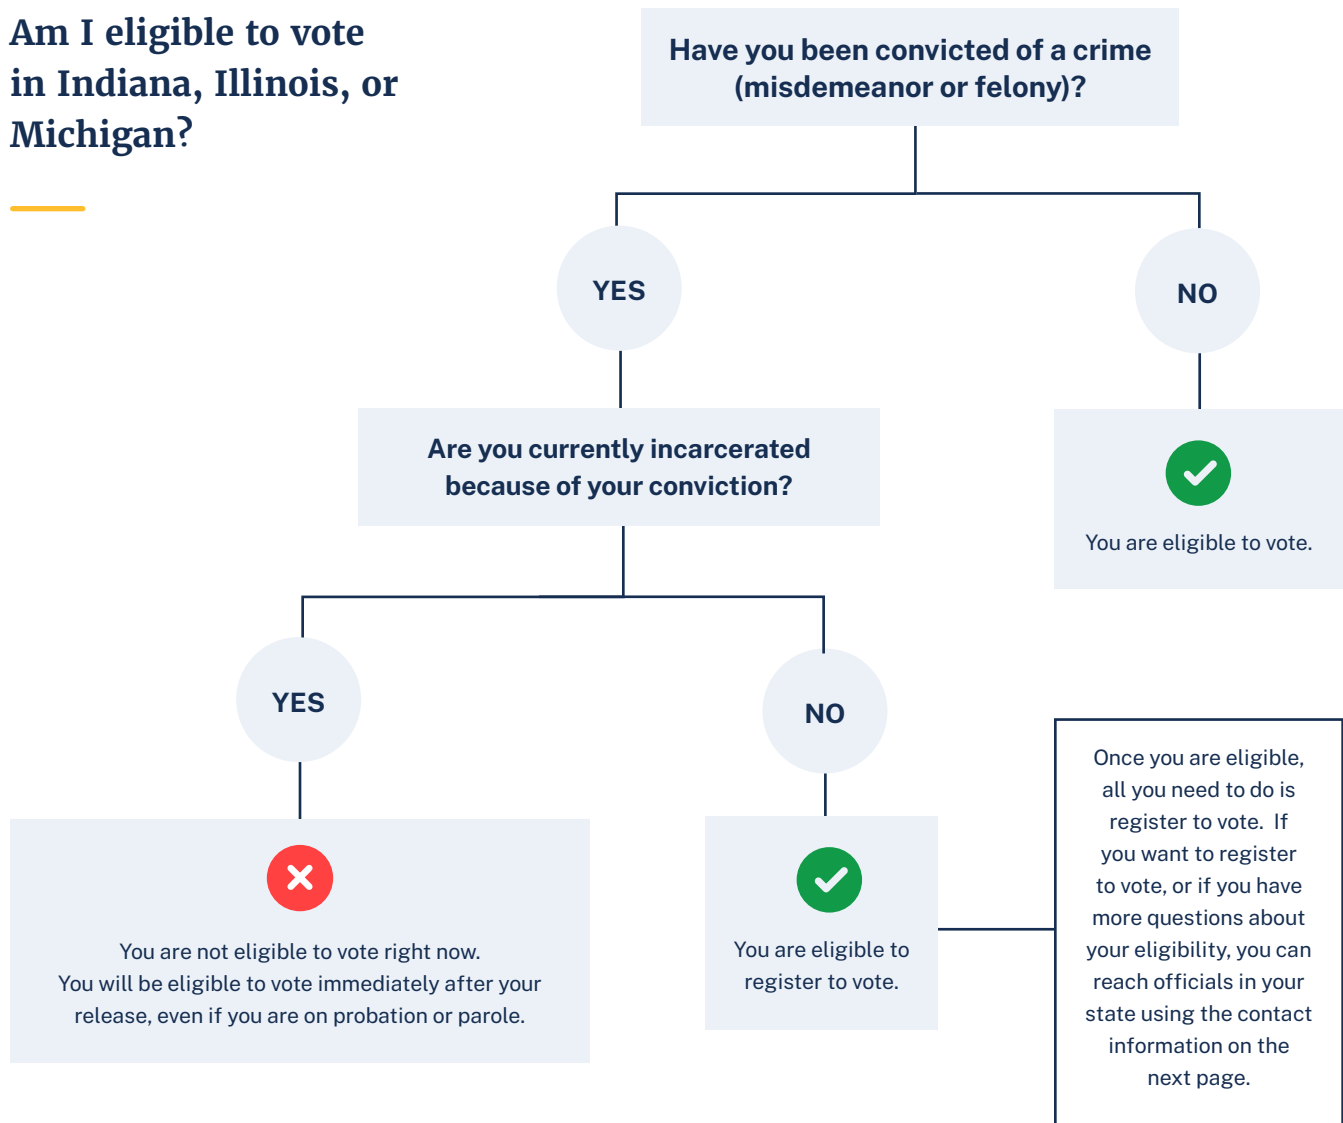 Am I eligible to vote
in Indiana, Illinois, or
Michigan?
Have you been convicted of a crime
(misdemeanor or felony)?
YES
NO
Are you currently incarcerated
because of your conviction?
You are eligible to vote.
YES
NO
You are not eligible to vote right now.
You will be eligible to vote immediately after your
release, even if you are on probation or parole.
You are eligible to
register to vote.
Once you are eligible,
all you need to do is
register to vote.  If
you want to register
to vote, or if you have
more questions about
your eligibility, you can
reach officials in your
state using the contact
information on the
next page.